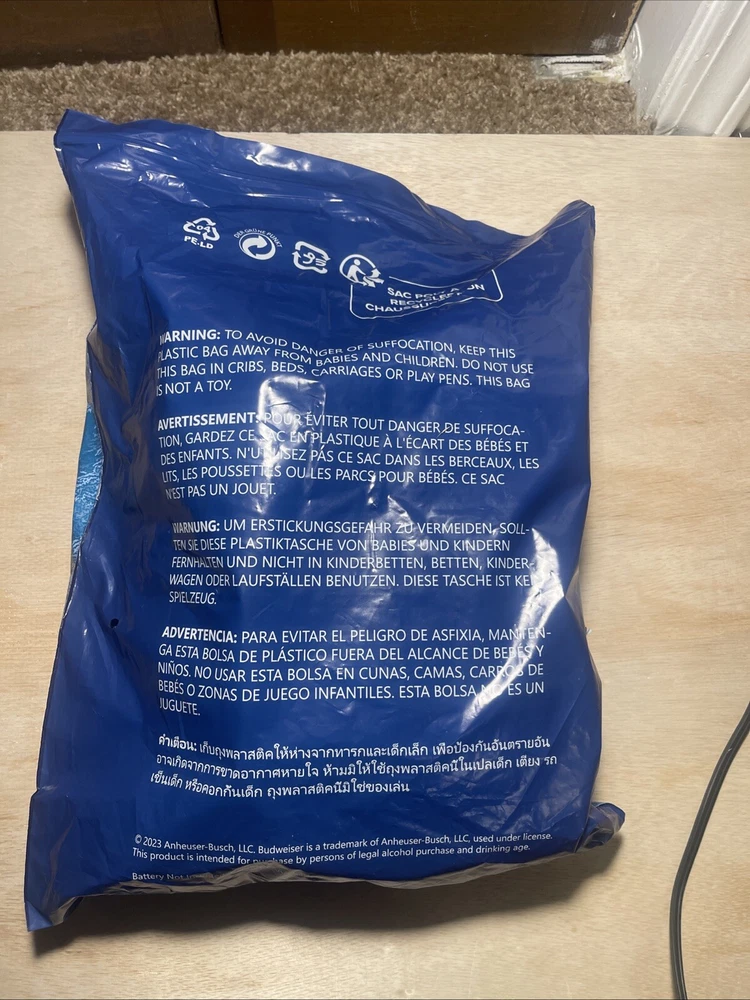 04
PE-LD
DER GRÜNE PUNKT
SAC
RECYCLER
WARNING: TO AVOID DANGER OF SUFFOCATION, KEEP THIS
PLASTIC BAG AWAY FROM BABIES AND CHILDREN. DO NOT USE
THIS BAG IN CRIBS, BEDS, CARRIAGES OR PLAY PENS. THIS BAG
IS NOT A TOY.
AVERTISSEMENT: POUR ÉVITER TOUT DANGER DE SUFFOCA-
TION, GARDEZ CE SAC EN PLASTIQUE À L'ÉCART DES BÉBÉS ET
DES ENFANTS. N'UTILISEZ PAS CE SAC DANS LES BERCEAUX, LES
LITS, LES POUSSETTES OU LES PARCS POUR BÉBÉS. CE SAC
N'EST PAS UN JOUET.
WARNUNG: UM ERSTICKUNGSGEFAHR ZU VERMEIDEN, SOLL-
TEN SIE DIESE PLASTIKTASCHE VON BABIES UND KINDERN
FERNHALTEN UND NICHT IN KINDERBETTEN, BETTEN, KINDER-
WAGEN ODER LAUFSTÄLLEN BENUTZEN. DIESE TASCHE IST KEIN
SPIELZEUG.
ADVERTENCIA: PARA EVITAR EL PELIGRO DE ASFIXIA, MANTEN-
GA ESTA BOLSA DE PLÁSTICO FUERA DEL ALCANCE DE BEBÉS Y
NIÑOS. NO USAR ESTA BOLSA EN CUNAS, CAMAS, CARROS DE
BEBÉS O ZONAS DE JUEGO INFANTILES. ESTA BOLSA NO ES UN
JUGUETE.
คำเตือน: เก็บถุงพลาสติคให้ห่างจากทารกและเด็กเล็ก เพื่อป้องกันอันตรายอัน
อาจเกิดจากการขาดอากาศหายใจ ห้ามมิให้ใช้ถุงพลาสติคนี้ในเปลเด็ก เตียง รถ
เข็นเด็ก หรือคอกกั้นเด็ก ถุงพลาสติคนี้มิใช่ของเล่น
© 2023 Anheuser-Busch, LLC. Budweiser is a trademark of Anheuser-Busch, LLC, used under license.
This product is intended for purchase by persons of legal alcohol purchase and drinking age.
Battery Not